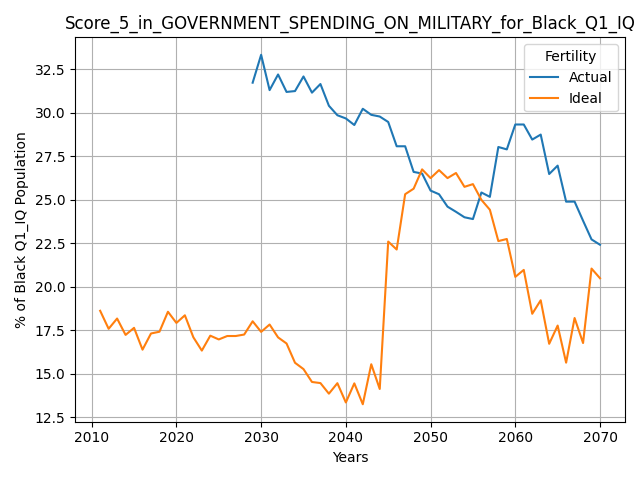 Score_5_in_GOVERNMENT_SPENDING_ON_MILITARY_for_Black_Q1_IQ
Fertility
Actual
Ideal
% of Black Q1_IQ Population
32.5
30.0
27.5
25.0
22.5
20.0
17.5
15.0
12.5
2010 2020 2030 2040 2050 2060 2070
Years